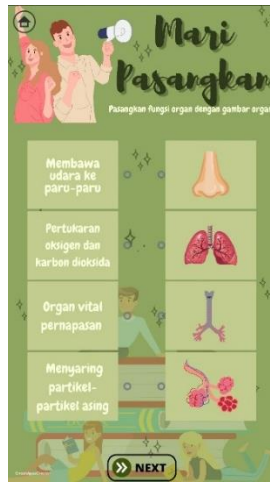 Mari
Pasangkan
Pasangkan fungsi organ dengan gambar orga
Membawa
udara ke
paru-paru
Pertukaran
oksigen dan
karbon dioksida
Organ vital
pernapasan
Menyaring
partikel-
partikel asing
NEXT